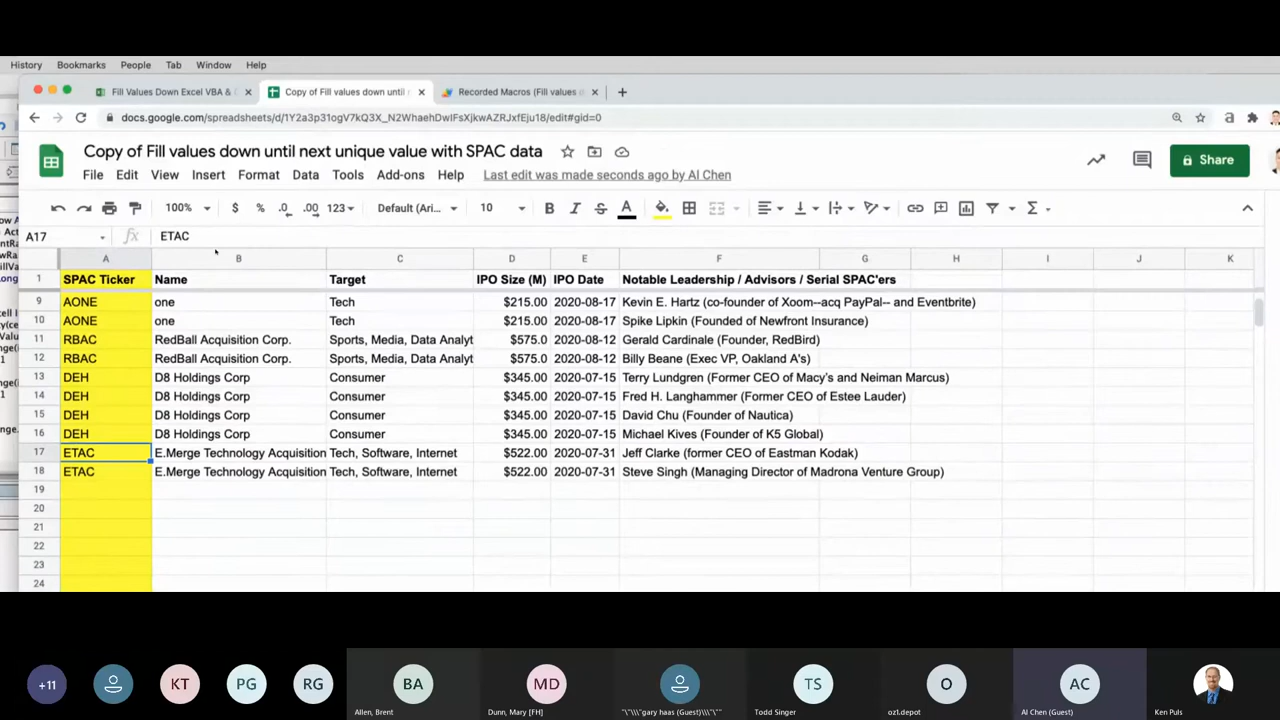 History Bookmarks People Tab Window Help
Fill Values Down Excel VBA & Copy of Fill values down until Recorded Macros (Fill values
docs.google.com/spreadsheets/d/1Y2a3p31ogV7kQ3X_N2WhaehDwIFsXjkwAZRJxfEju18/edit#gid=0
Copy of Fill values down until next unique value with SPAC data
Share
File Edit View Insert Format Data Tools Add-ons Help Last edit was made seconds ago by Al Chen
100% $ % .0 .00 123 Default (Ari... 10 B I S A Σ
A17 fx ETAC
A B C D E F G H I J K
1 SPAC Ticker Name Target IPO Size (M) IPO Date Notable Leadership / Advisors / Serial SPAC'ers
9 AONE one Tech $215.00 2020-08-17 Kevin E. Hartz (co-founder of Xoom--acq PayPal-- and Eventbrite)
10 AONE one Tech $215.00 2020-08-17 Spike Lipkin (Founded of Newfront Insurance)
11 RBAC RedBall Acquisition Corp. Sports, Media, Data Analyt $575.0 2020-08-12 Gerald Cardinale (Founder, RedBird)
12 RBAC RedBall Acquisition Corp. Sports, Media, Data Analyt $575.0 2020-08-12 Billy Beane (Exec VP, Oakland A's)
13 DEH D8 Holdings Corp Consumer $345.00 2020-07-15 Terry Lundgren (Former CEO of Macy's and Neiman Marcus)
14 DEH D8 Holdings Corp Consumer $345.00 2020-07-15 Fred H. Langhammer (Former CEO of Estee Lauder)
15 DEH D8 Holdings Corp Consumer $345.00 2020-07-15 David Chu (Founder of Nautica)
16 DEH D8 Holdings Corp Consumer $345.00 2020-07-15 Michael Kives (Founder of K5 Global)
17 ETAC E.Merge Technology Acquisition Tech, Software, Internet $522.00 2020-07-31 Jeff Clarke (former CEO of Eastman Kodak)
18 ETAC E.Merge Technology Acquisition Tech, Software, Internet $522.00 2020-07-31 Steve Singh (Managing Director of Madrona Venture Group)
19
20
21
22
23
24
+11 KT PG RG BA MD TS O AC
Allen, Brent Dunn, Mary [FH] "\"\\\"gary haas (Guest)\\\"\"" Todd Singer oz1.depot Al Chen (Guest) Ken Puls